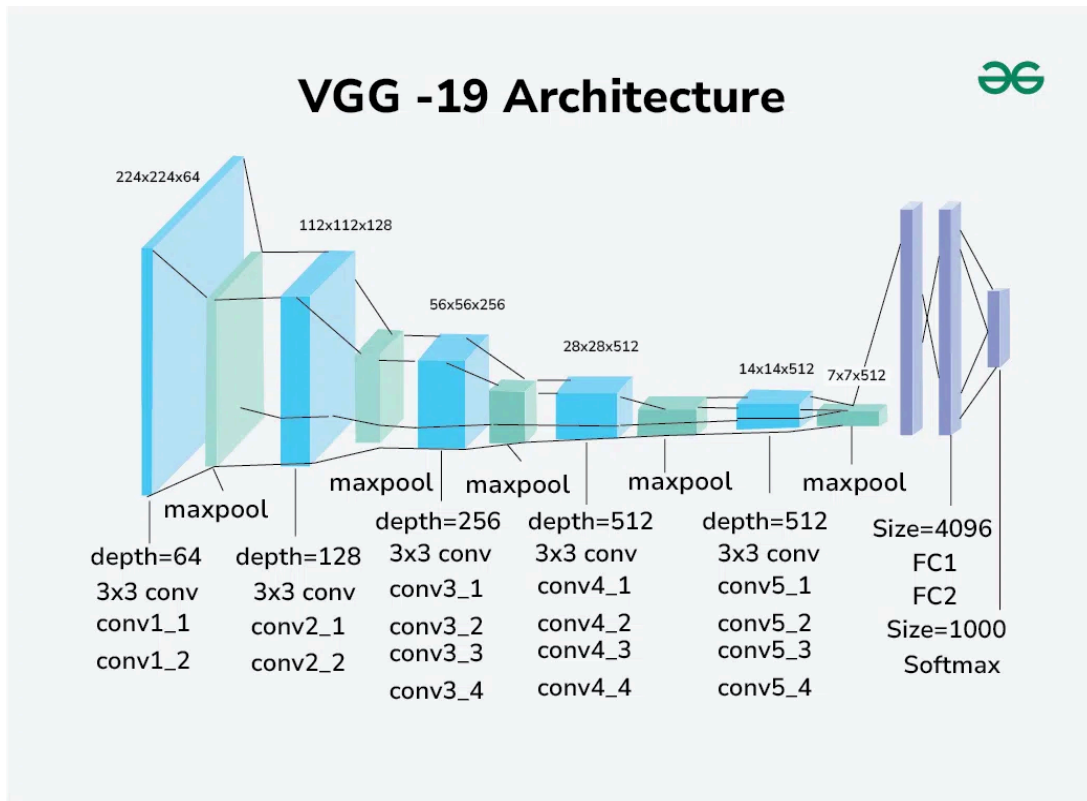 VGG -19 Architecture
224x224x64
112x112x128
56x56x256
28x28x512
14x14x512
7x7x512
maxpool
maxpool
maxpool
maxpool
maxpool
depth=64
3x3 conv
conv1_1
conv1_2
depth=128
3x3 conv
conv2_1
conv2_2
depth=256
3x3 conv
conv3_1
conv3_2
conv3_3
conv3_4
depth=512
3x3 conv
conv4_1
conv4_2
conv4_3
conv4_4
depth=512
3x3 conv
conv5_1
conv5_2
conv5_3
conv5_4
Size=4096
FC1
FC2
Size=1000
Softmax